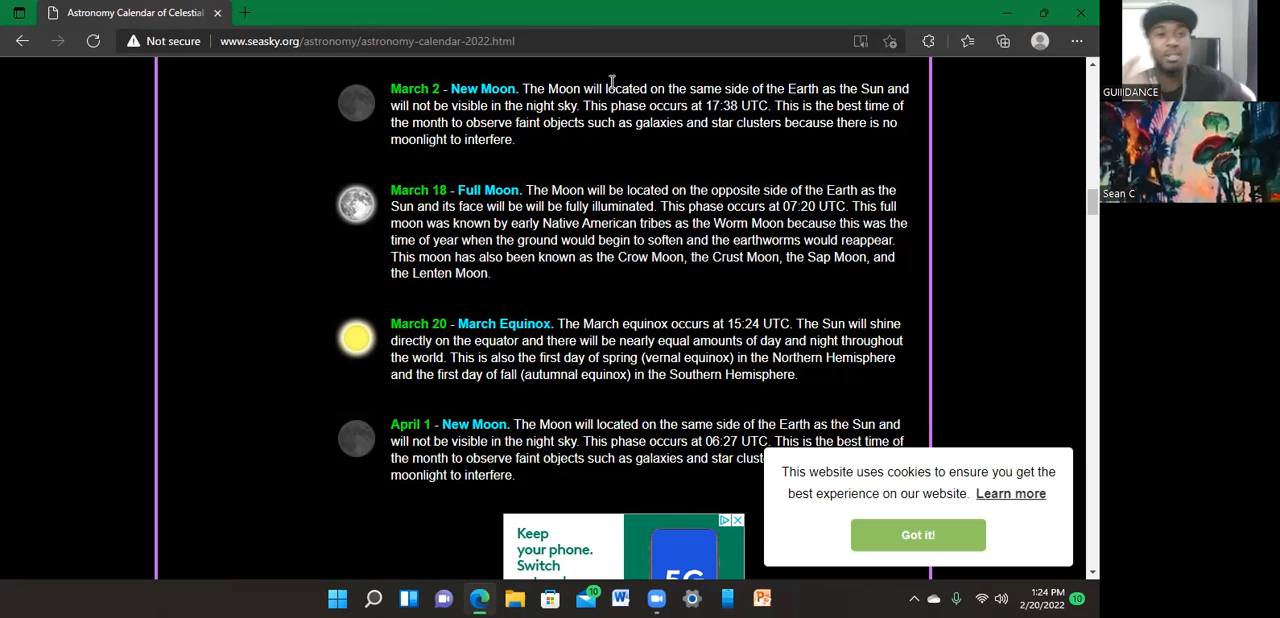 Astronomy Calendar of Celestial
Not secure
www.seasky.org/astronomy/astronomy-calendar-2022.html
GUIIIDANCE
Sean C
March 2 - New Moon. The Moon will located on the same side of the Earth as the Sun and
will not be visible in the night sky. This phase occurs at 17:38 UTC. This is the best time of
the month to observe faint objects such as galaxies and star clusters because there is no
moonlight to interfere.
March 18 - Full Moon. The Moon will be located on the opposite side of the Earth as the
Sun and its face will be will be fully illuminated. This phase occurs at 07:20 UTC. This full
moon was known by early Native American tribes as the Worm Moon because this was the
time of year when the ground would begin to soften and the earthworms would reappear.
This moon has also been known as the Crow Moon, the Crust Moon, the Sap Moon, and
the Lenten Moon.
March 20 - March Equinox. The March equinox occurs at 15:24 UTC. The Sun will shine
directly on the equator and there will be nearly equal amounts of day and night throughout
the world. This is also the first day of spring (vernal equinox) in the Northern Hemisphere
and the first day of fall (autumnal equinox) in the Southern Hemisphere.
April 1 - New Moon. The Moon will located on the same side of the Earth as the Sun and
will not be visible in the night sky. This phase occurs at 06:27 UTC. This is the best time of
the month to observe faint objects such as galaxies and star
moonlight to interfere.
This website uses cookies to ensure you get the
best experience on our website. Learn more
Got it!
Keep
your phone.
Switch
5G
10
W
1:24 PM
2/20/2022
10